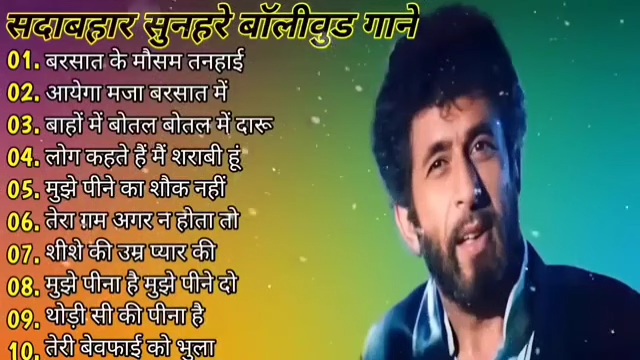 सदाबहार सुनहरे बॉलीवुड गाने
01. बरसात के मौसम तनहाई
02. आयेगा मजा बरसात में
03. बाहों में बोतल बोतल में दारू
04. लोग कहते हैं मैं शराबी हूं
05. मुझे पीने का शौक नहीं
06. तेरा ग़म अगर न होता तो
07. शीशे की उम्र प्यार की
08. मुझे पीना है मुझे पीने दो
09. थोड़ी सी की पीना है
10. तेरी बेवफाई को भुला